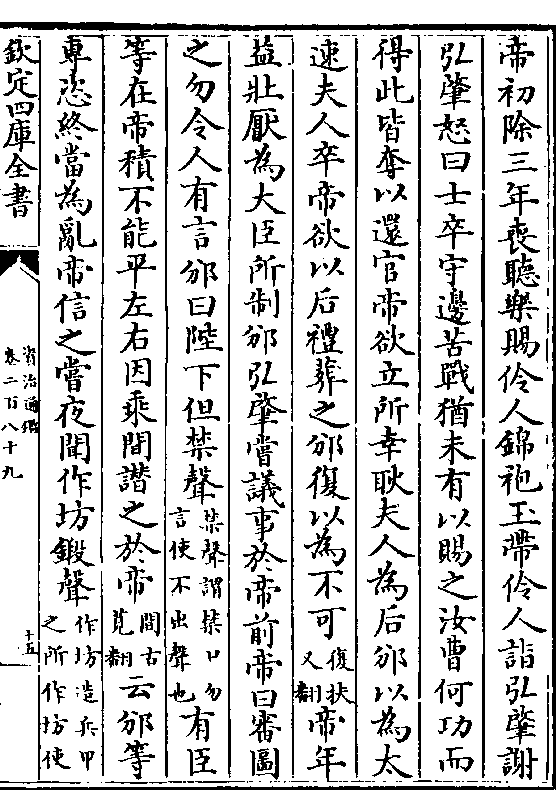 帝初除三年喪聽樂賜伶人錦袍玉帶伶人詣弘肇謝
弘肇怒曰士卒守邊苦戰猶未有以賜之汝曹何功而
得此皆奪以還官帝欲立所幸耿夫人為后邠以為太
速夫人卒帝欲以后禮葬之邠復以為不可復扶又翻帝年
益壯厭為大臣所制邠弘肇嘗議事於帝前帝曰審圖
之勿令人有言邠曰陛下但禁聲禁聲謂禁口勿言使不出聲也有臣
等在帝積不能平左右因乘間譖之於帝間古莧翻云邠等
專恣終當為亂帝信之嘗夜聞作坊鍛聲作坊造兵甲之所作坊使
欽定四庫全書
資治通鑑
卷二百八十九
十五